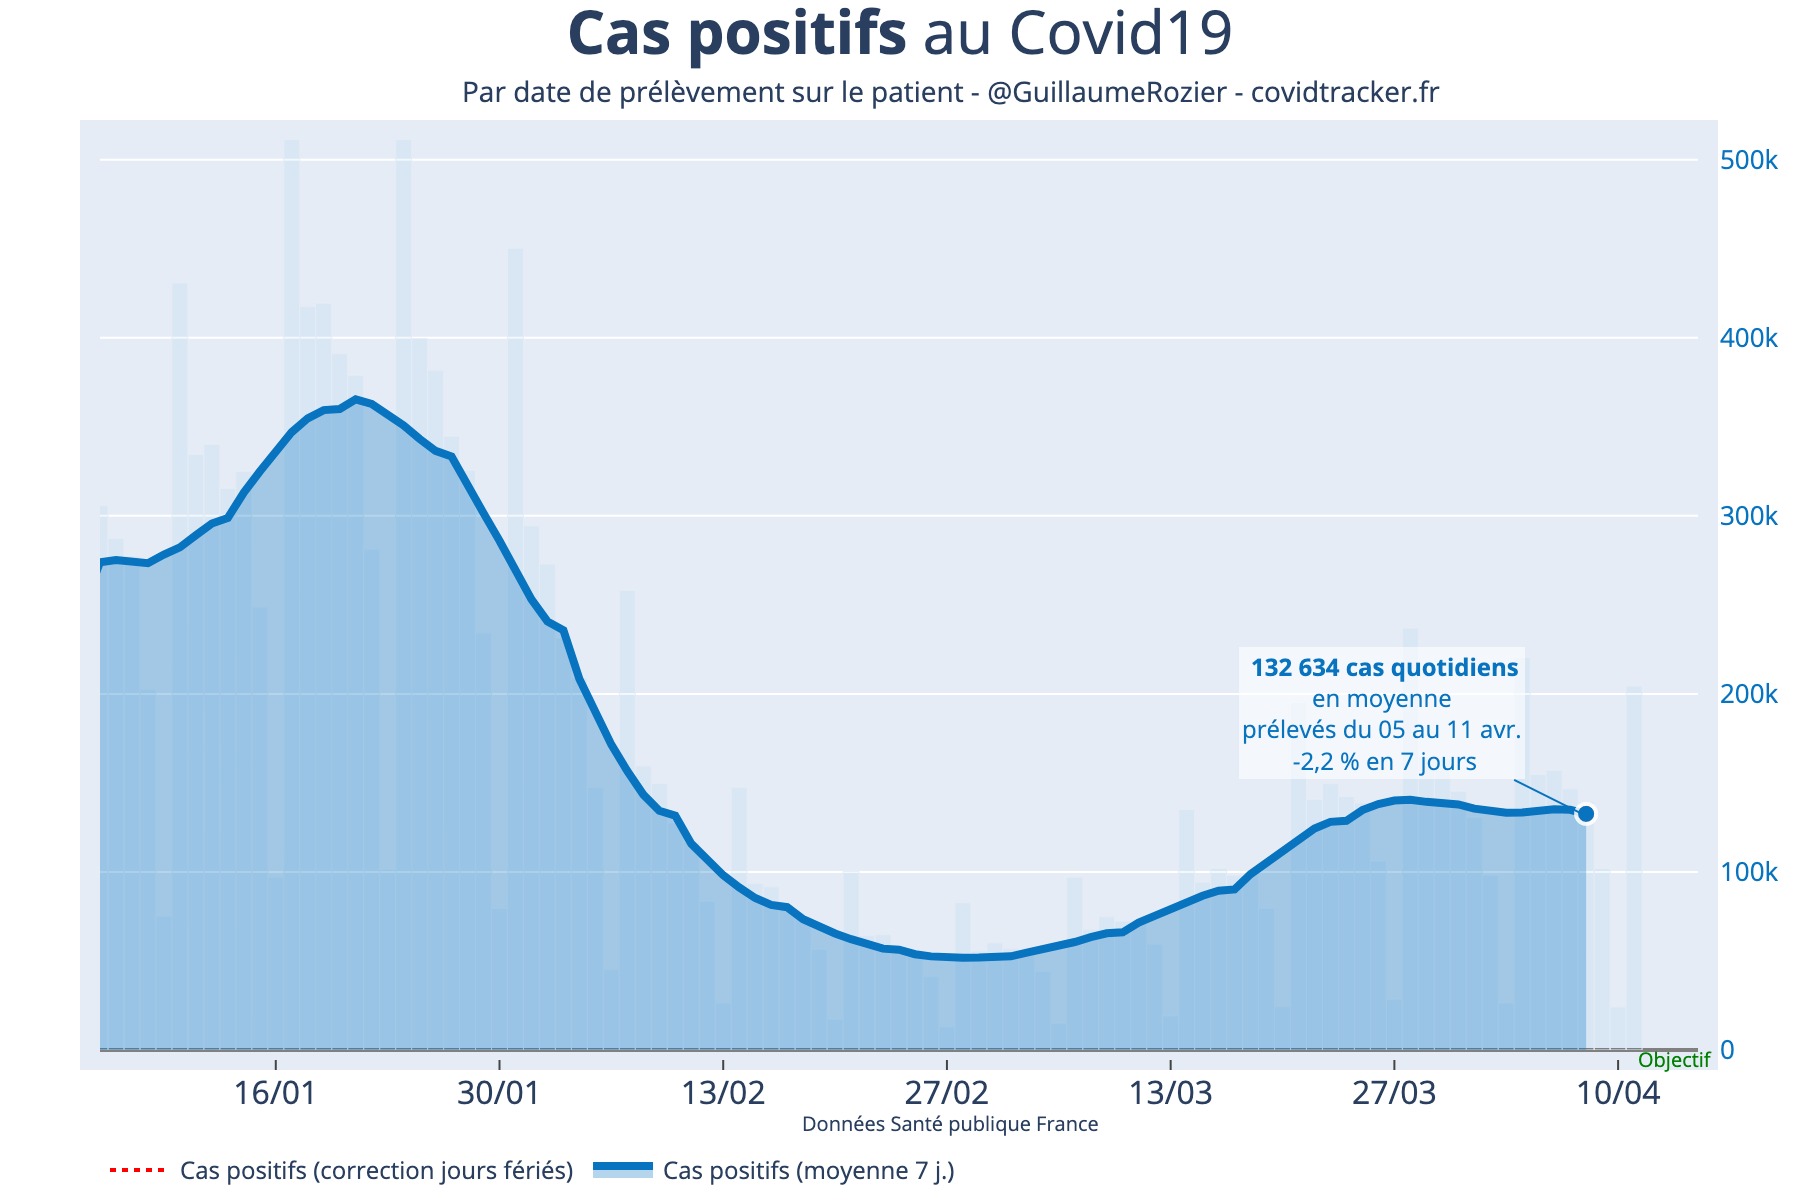 Cas positifs au Covid19
Par date de prélèvement sur le patient - @GuillaumeRozier - covidtracker.fr
500k
400k
300k
200k
100k
0
132 634 cas quotidiens
en moyenne
prélevés du 05 au 11 avr.
-2,2 % en 7 jours
Objectif
16/01 30/01 13/02 27/02 13/03 27/03 10/04
Données Santé publique France
Cas positifs (correction jours fériés) Cas positifs (moyenne 7 j.)